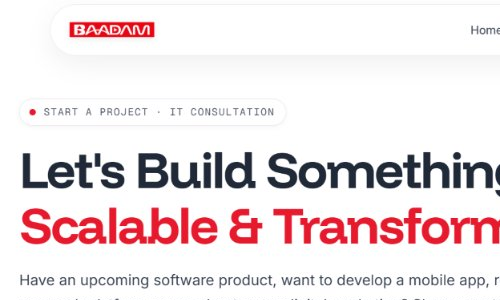 BAADAM
Home
START A PROJECT · IT CONSULTATION
Let's Build Something
Scalable & Transform
Have an upcoming software product, want to develop a mobile app,